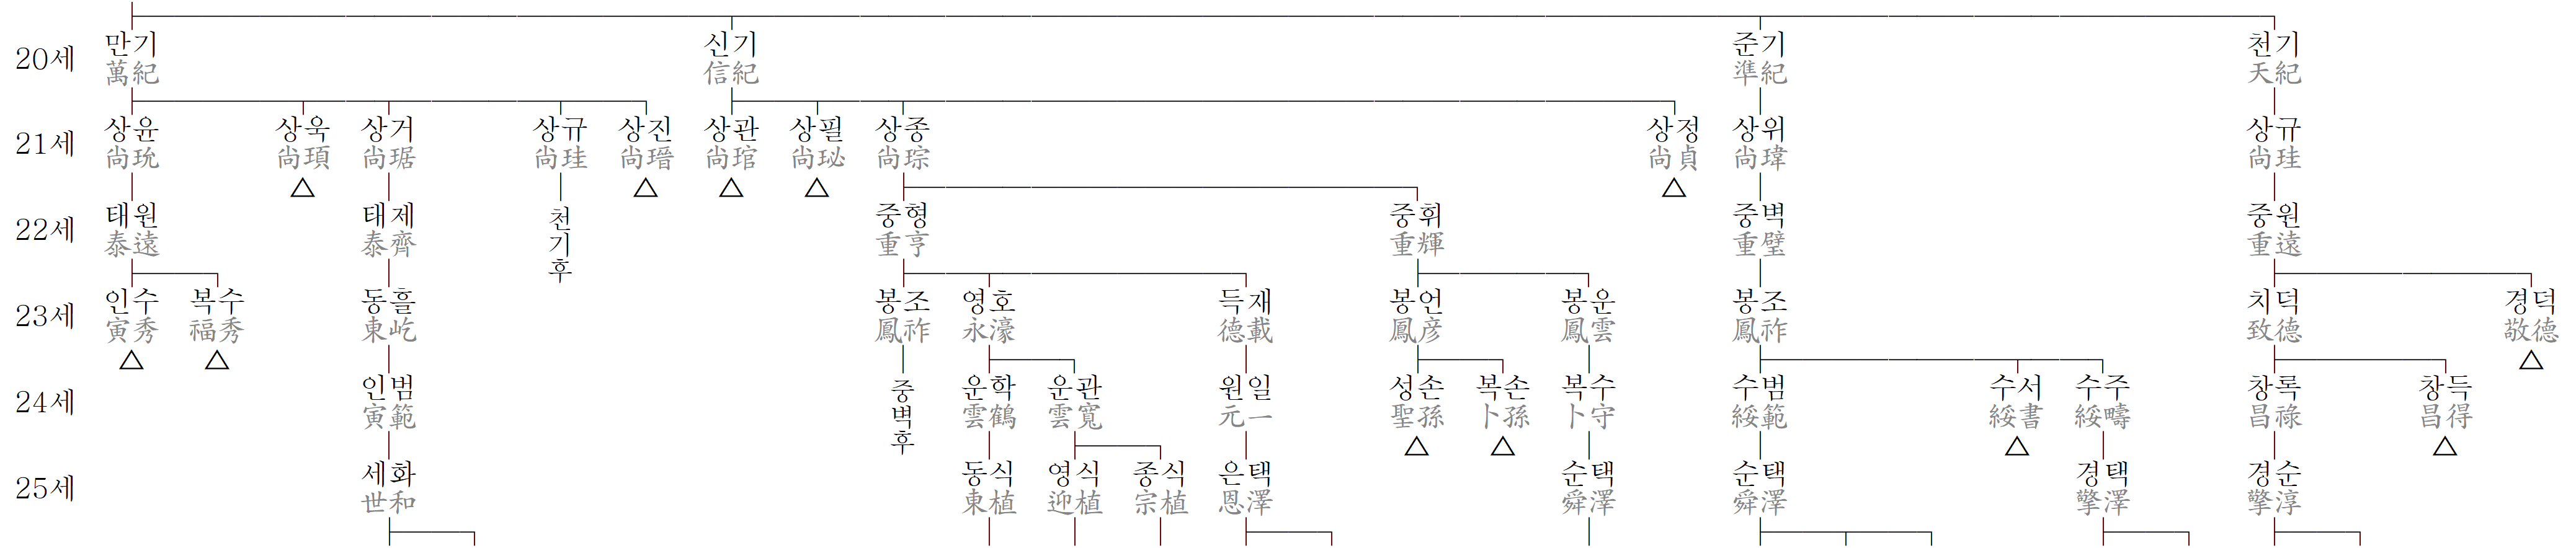 20세 만기 신기 준기 천기
萬紀 信紀 準紀 天紀
21세 상윤 상욱 상거 상규 상진 상관 상필 상종 상정 상위 상규
尚玧 尚頊 尚琚 尚珪 尚瑨 尚琯 尚珌 尚琮 尚貞 尚瑋 尚珪
22세 태원 태제 천기후 중형 중휘 중벽 중원
泰遠 泰齊 重亨 重輝 重璧 重遠
23세 인수 복수 동흘 봉조 영호 득재 봉언 봉운 봉조 치덕 경덕
寅秀 福秀 東屹 鳳祚 永濠 德載 鳳彦 鳳雲 鳳祚 致德 敬德
24세 인범 중벽후 운학 운관 원일 성손 복손 복수 수범 수서 수주 창록 창득
寅範 雲鶴 雲寬 元一 聖孫 卜孫 卜守 綏範 綏書 綏疇 昌祿 昌得
25세 세화 동식 영식 종식 은택 순택 순택 경택 경순
世和 東植 迎植 宗植 恩澤 舜澤 舜澤 擎澤 擎淳